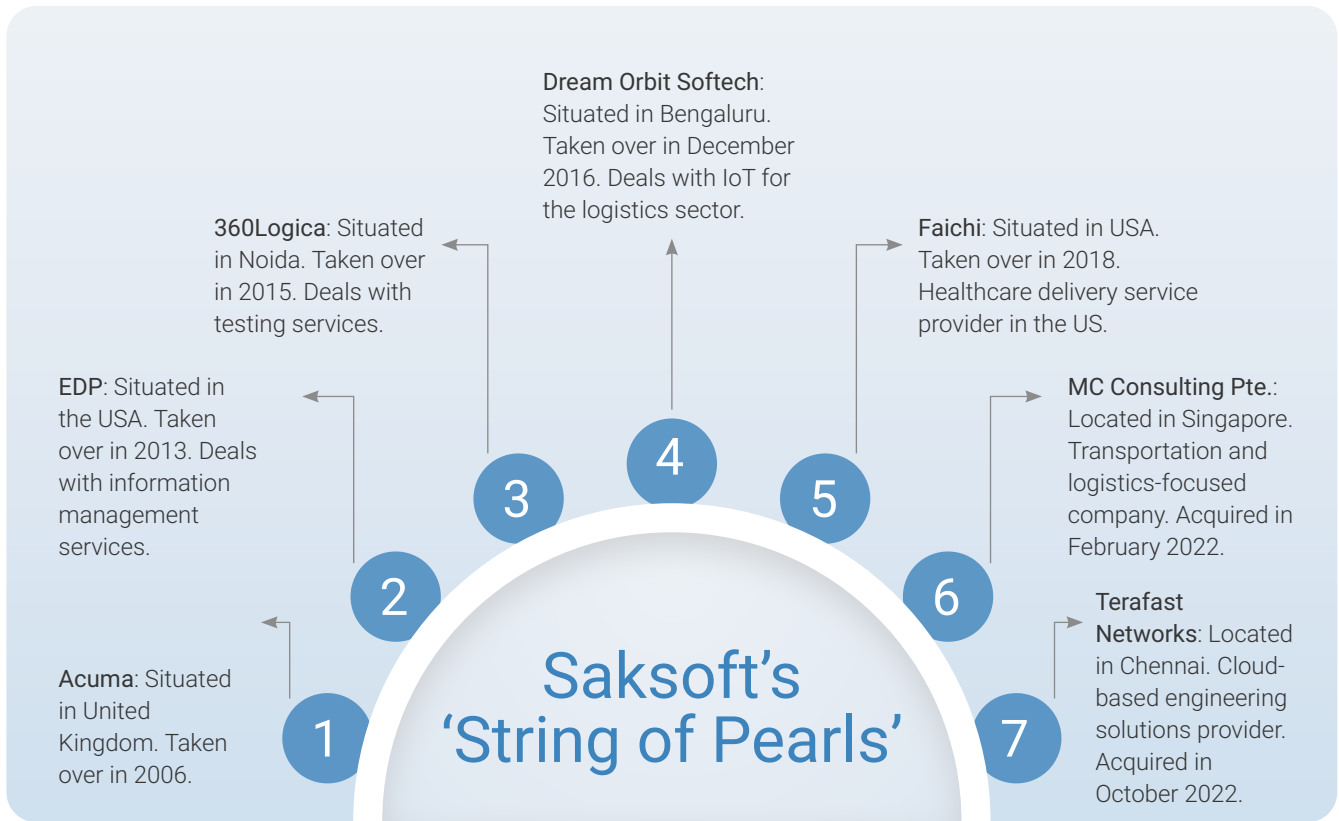 Acuma: Situated
in United
Kingdom. Taken
over in 2006.
1
EDP: Situated in
the USA. Taken
over in 2013. Deals
with information
management
services.
2
360Logica: Situated
in Noida. Taken over
in 2015. Deals with
testing services.
3
Dream Orbit Softech:
Situated in Bengaluru.
Taken over in December
2016. Deals with IoT for
the logistics sector.
4
Faichi: Situated in USA.
Taken over in 2018.
Healthcare delivery service
provider in the US.
5
MC Consulting Pte.:
Located in Singapore.
Transportation and
logistics-focused
company. Acquired in
February 2022.
6
Terafast
Networks: Located
in Chennai. Cloud-
based engineering
solutions provider.
Acquired in
October 2022.
7
Saksoft’s
‘String of Pearls’